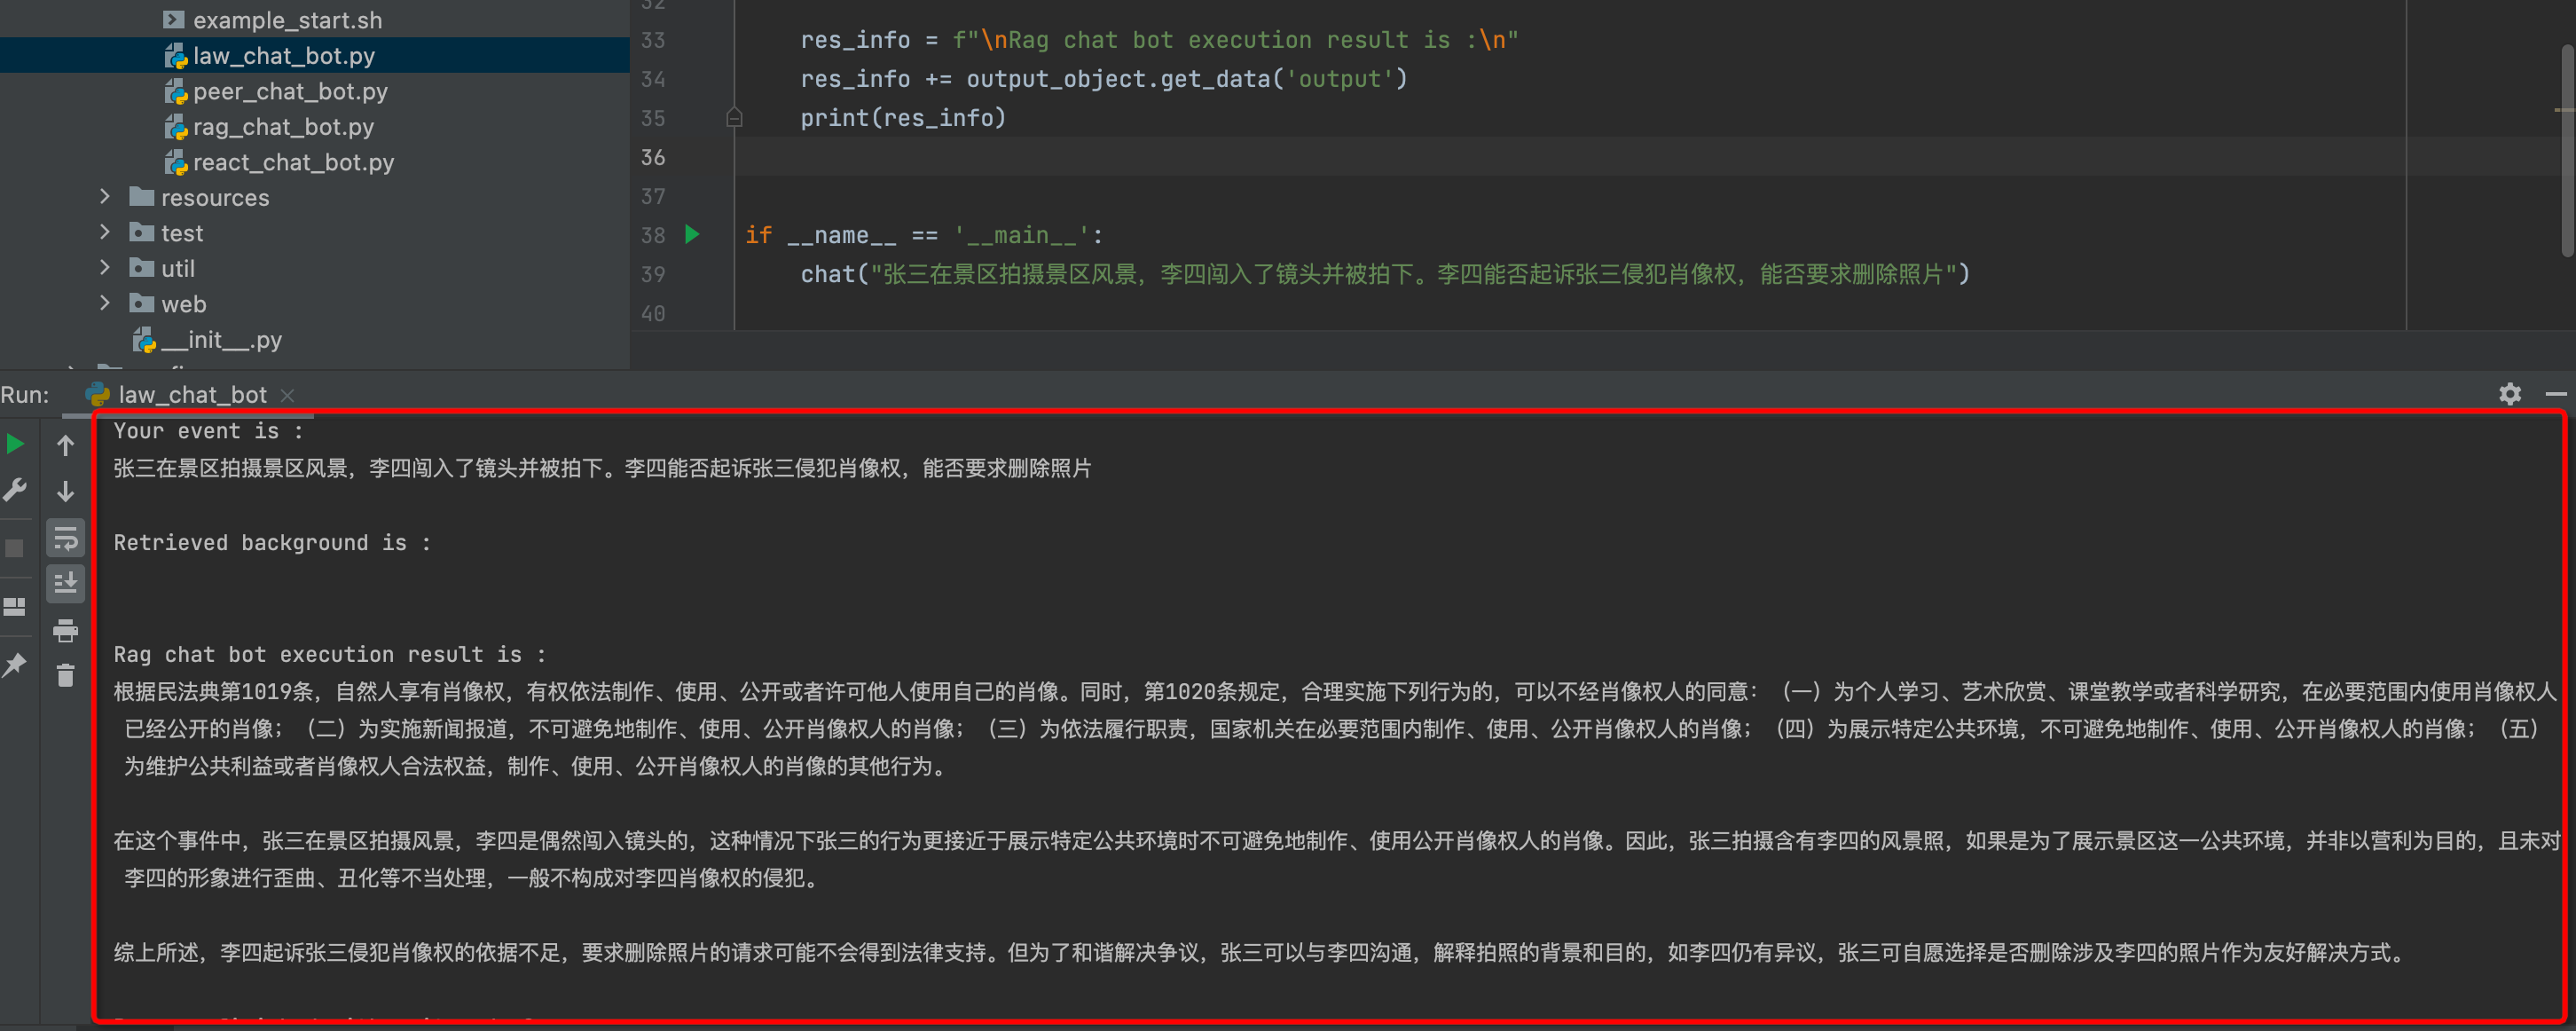 example_start.sh
law_chat_bot.py
peer_chat_bot.py
rag_chat_bot.py
react_chat_bot.py
resources
test
util
web
__init__.py
32
33 res_info = f"\nRag chat bot execution result is :\n"
34 res_info += output_object.get_data('output')
35 print(res_info)
36
37
38 if __name__ == '__main__':
39 chat("张三在景区拍摄景区风景，李四闯入了镜头并被拍下。李四能否起诉张三侵犯肖像权，能否要求删除照片")
40
Run: law_chat_bot
Your event is :
张三在景区拍摄景区风景，李四闯入了镜头并被拍下。李四能否起诉张三侵犯肖像权，能否要求删除照片
Retrieved background is :
Rag chat bot execution result is :
根据民法典第1019条，自然人享有肖像权，有权依法制作、使用、公开或者许可他人使用自己的肖像。同时，第1020条规定，合理实施下列行为的，可以不经肖像权人的同意：（一）为个人学习、艺术欣赏、课堂教学或者科学研究，在必要范围内使用肖像权人
已经公开的肖像；（二）为实施新闻报道，不可避免地制作、使用、公开肖像权人的肖像；（三）为依法履行职责，国家机关在必要范围内制作、使用、公开肖像权人的肖像；（四）为展示特定公共环境，不可避免地制作、使用、公开肖像权人的肖像；（五）
为维护公共利益或者肖像权人合法权益，制作、使用、公开肖像权人的肖像的其他行为。
在这个事件中，张三在景区拍摄风景，李四是偶然闯入镜头的，这种情况下张三的行为更接近于展示特定公共环境时不可避免地制作、使用公开肖像权人的肖像。因此，张三拍摄含有李四的风景照，如果是为了展示景区这一公共环境，并非以营利为目的，且未对
李四的形象进行歪曲、丑化等不当处理，一般不构成对李四肖像权的侵犯。
综上所述，李四起诉张三侵犯肖像权的依据不足，要求删除照片的请求可能不会得到法律支持。但为了和谐解决争议，张三可以与李四沟通，解释拍照的背景和目的，如李四仍有异议，张三可自愿选择是否删除涉及李四的照片作为友好解决方式。